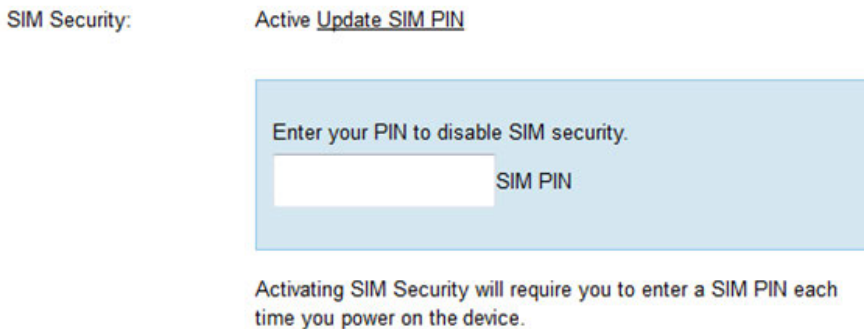 SIM Security: Active Update SIM PIN
Enter your PIN to disable SIM security.
SIM PIN
Activating SIM Security will require you to enter a SIM PIN each
time you power on the device.